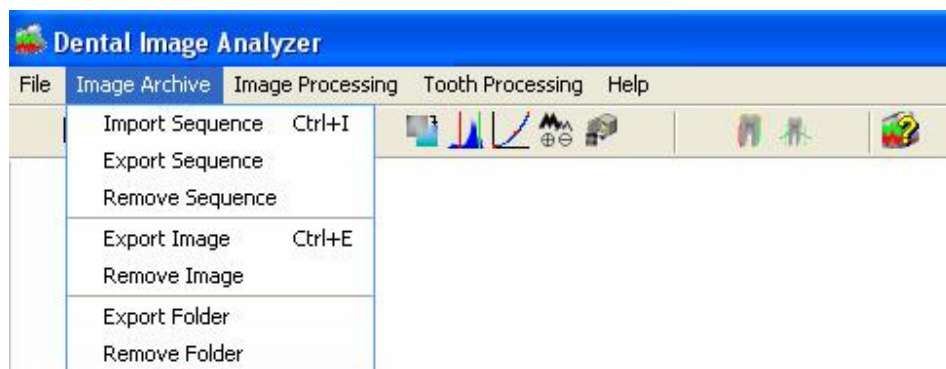 Dental Image Analyzer
File Image Archive Image Processing Tooth Processing Help
Import Sequence Ctrl+I
Export Sequence
Remove Sequence
Export Image Ctrl+E
Remove Image
Export Folder
Remove Folder